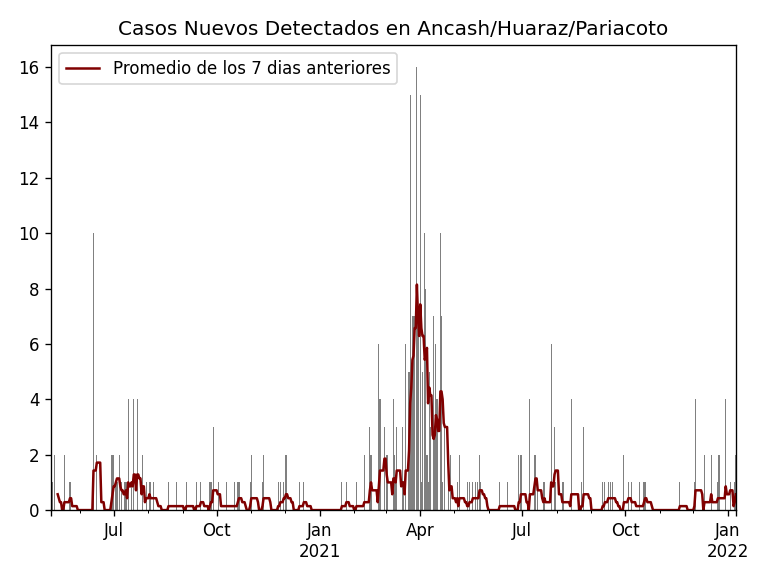 Casos Nuevos Detectados en Ancash/Huaraz/Pariacoto
Promedio de los 7 dias anteriores
16
14
12
10
8
6
4
2
0
Jul
Oct
Jan
2021
Apr
Jul
Oct
Jan
2022